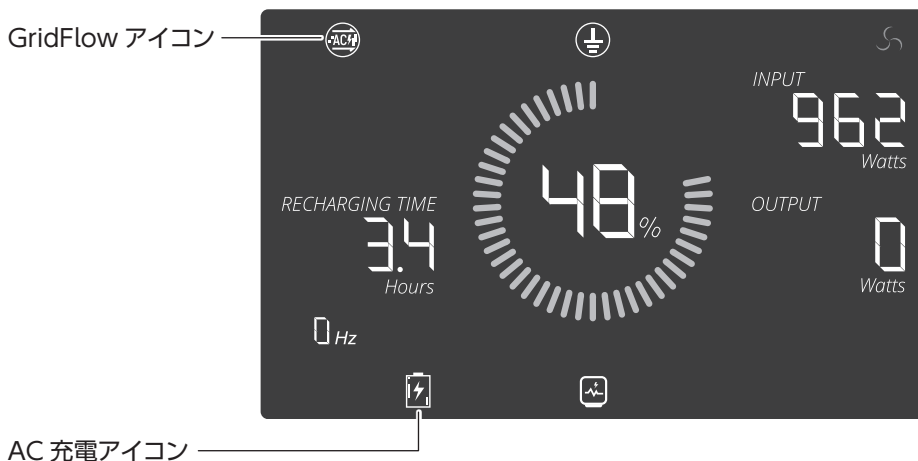 GridFlow アイコン
AC
INPUT
962
Watts
48%
RECHARGING TIME
3.4
Hours
OUTPUT
0
Watts
0 Hz
AC 充電アイコン